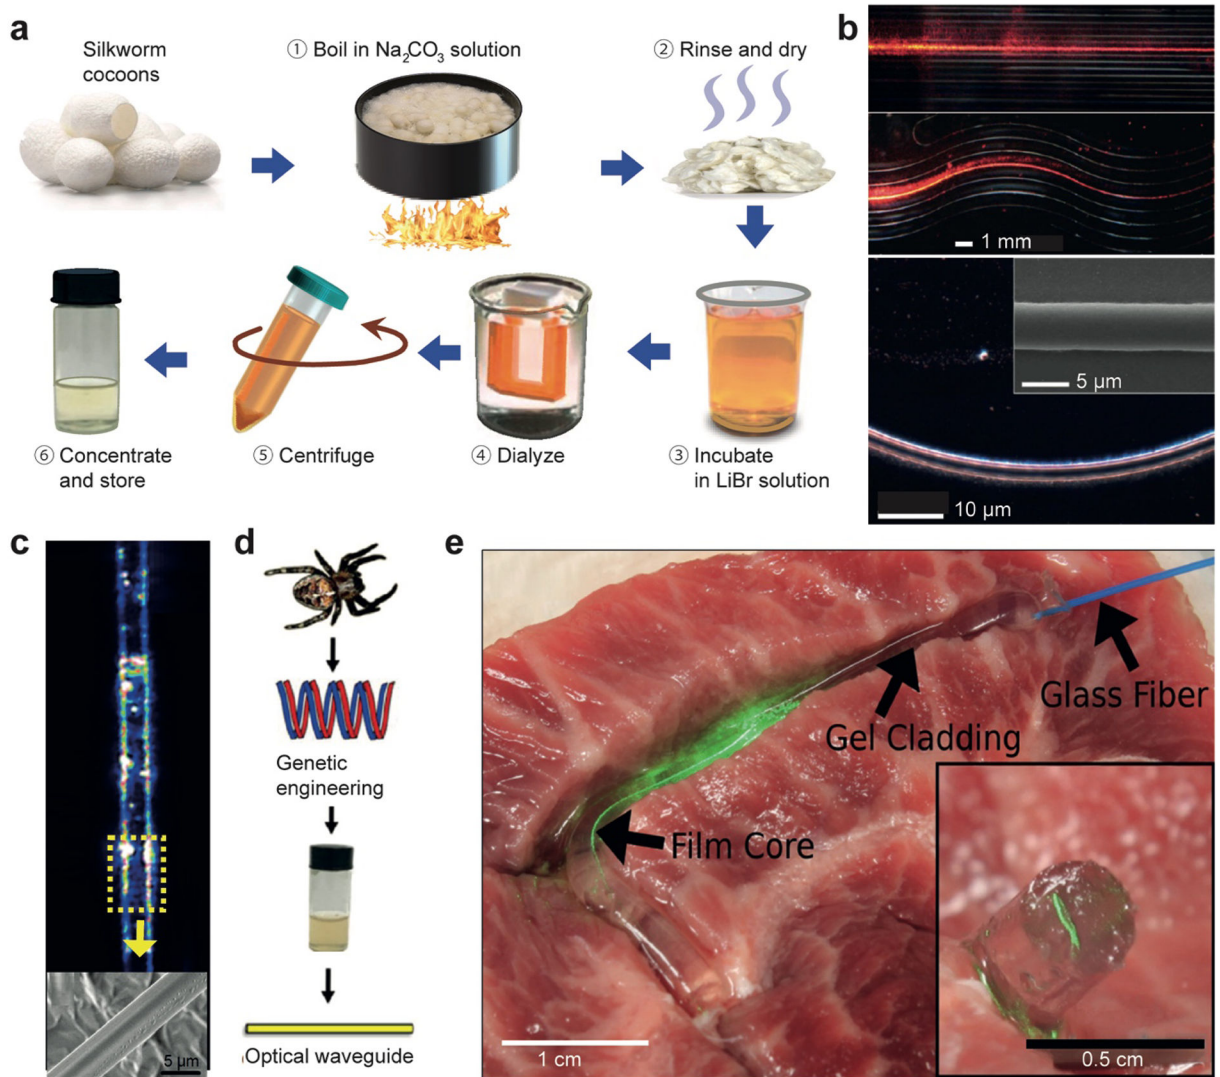 a
Silkworm
cocoons
① Boil in Na₂CO₃ solution
② Rinse and dry
③ Incubate
in LiBr solution
④ Dialyze
⑤ Centrifuge
⑥ Concentrate
and store
b
1 mm
5 µm
10 µm
c
5 µm
d
Genetic
engineering
Optical waveguide
e
Glass Fiber
Gel Cladding
Film Core
1 cm
0.5 cm